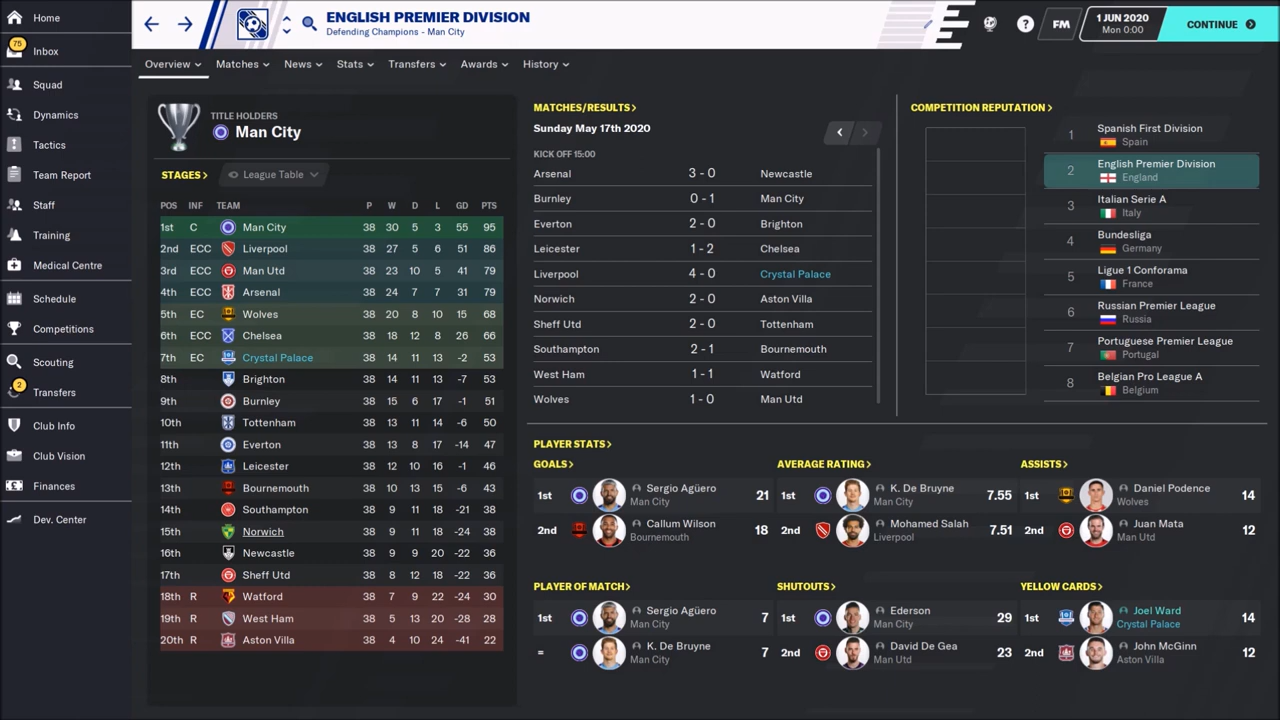 Home
75
Inbox
Squad
Dynamics
Tactics
Team Report
Staff
Training
Medical Centre
Schedule
Competitions
Scouting
2
Transfers
Club Info
Club Vision
Finances
Dev. Center
ENGLISH PREMIER DIVISION
Defending Champions - Man City
?
FM
1 JUN 2020
Mon 0:00
CONTINUE
Overview
Matches
News
Stats
Transfers
Awards
History
TITLE HOLDERS
Man City
STAGES>
League Table
POS INF TEAM P W D L GD PTS
1st C Man City 38 30 5 3 55 95
2nd ECC Liverpool 38 27 5 6 51 86
3rd ECC Man Utd 38 23 10 5 41 79
4th ECC Arsenal 38 24 7 7 31 79
5th EC Wolves 38 20 8 10 15 68
6th ECC Chelsea 38 18 12 8 26 66
7th EC Crystal Palace 38 14 11 13 -2 53
8th Brighton 38 14 11 13 -7 53
9th Burnley 38 15 6 17 -1 51
10th Tottenham 38 13 11 14 -6 50
11th Everton 38 13 8 17 -14 47
12th Leicester 38 12 10 16 -1 46
13th Bournemouth 38 10 13 15 -6 43
14th Southampton 38 9 11 18 -21 38
15th Norwich 38 9 11 18 -24 38
16th Newcastle 38 9 9 20 -22 36
17th Sheff Utd 38 8 12 18 -22 36
18th R Watford 38 7 9 22 -24 30
19th R West Ham 38 5 13 20 -28 28
20th R Aston Villa 38 4 10 24 -41 22
MATCHES/RESULTS>
Sunday May 17th 2020
KICK OFF 15:00
Arsenal 3 - 0 Newcastle
Burnley 0 - 1 Man City
Everton 2 - 0 Brighton
Leicester 1 - 2 Chelsea
Liverpool 4 - 0 Crystal Palace
Norwich 2 - 0 Aston Villa
Sheff Utd 2 - 0 Tottenham
Southampton 2 - 1 Bournemouth
West Ham 1 - 1 Watford
Wolves 1 - 0 Man Utd
COMPETITION REPUTATION>
1 Spanish First Division
Spain
2 English Premier Division
England
3 Italian Serie A
Italy
4 Bundesliga
Germany
5 Ligue 1 Conforama
France
6 Russian Premier League
Russia
7 Portuguese Premier League
Portugal
8 Belgian Pro League A
Belgium
PLAYER STATS>
GOALS>
1st Sergio Agüero 21
Man City
2nd Callum Wilson 18
Bournemouth
AVERAGE RATING>
1st K. De Bruyne 7.55
Man City
2nd Mohamed Salah 7.51
Liverpool
ASSISTS>
1st Daniel Podence 14
Wolves
2nd Juan Mata 12
Man Utd
PLAYER OF MATCH>
1st Sergio Agüero 7
Man City
= K. De Bruyne 7
Man City
SHUTOUTS>
1st Ederson 29
Man City
2nd David De Gea 23
Man Utd
YELLOW CARDS>
1st Joel Ward 14
Crystal Palace
2nd John McGinn 12
Aston Villa